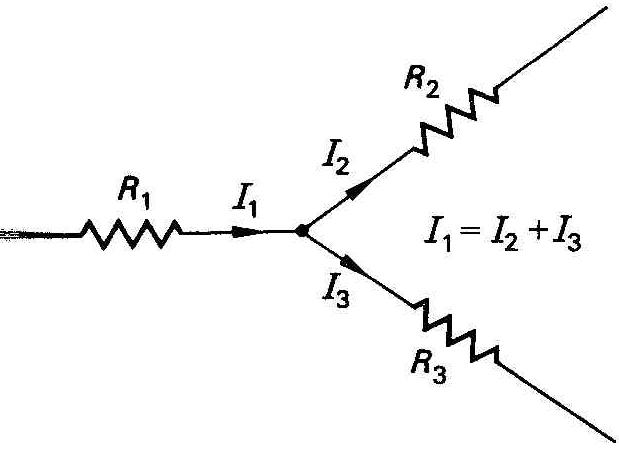 R₂
I₂
R₁
I₁
I₁ = I₂ + I₃
I₃
R₃